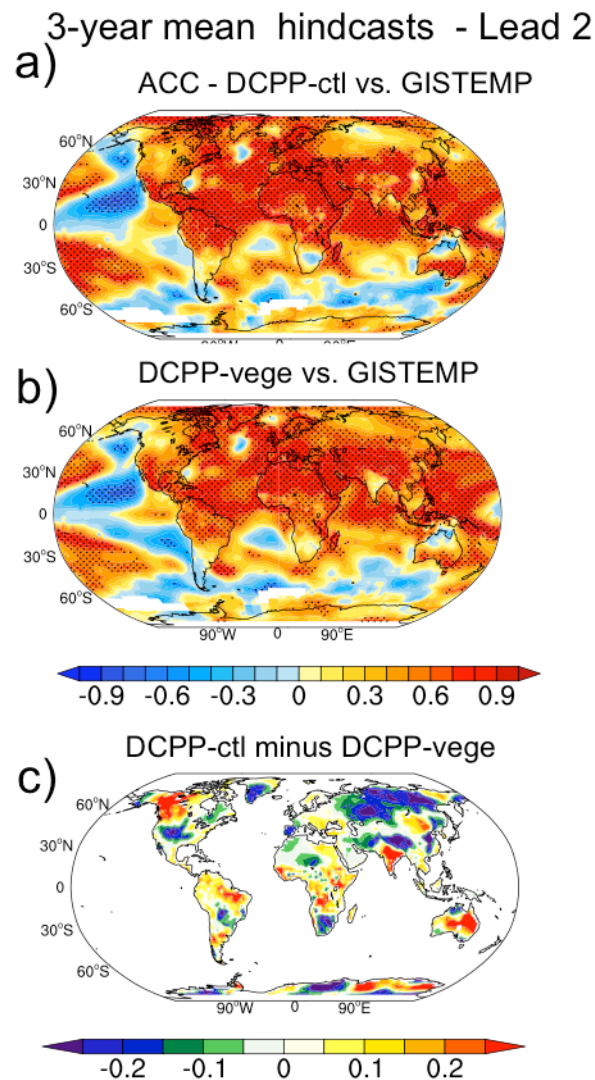 3-year mean hindcasts - Lead 2
a)
ACC - DCPP-ctl vs. GISTEMP
60°N
30°N
0
30°S
60°S
b)
DCPP-vege vs. GISTEMP
60°N
30°N
0
30°S
60°S
90°W 0 90°E
-0.9 -0.6 -0.3 0 0.3 0.6 0.9
DCPP-ctl minus DCPP-vege
c)
60°N
30°N
0
30°S
60°S
90°W 0 90°E
-0.2 -0.1 0 0.1 0.2